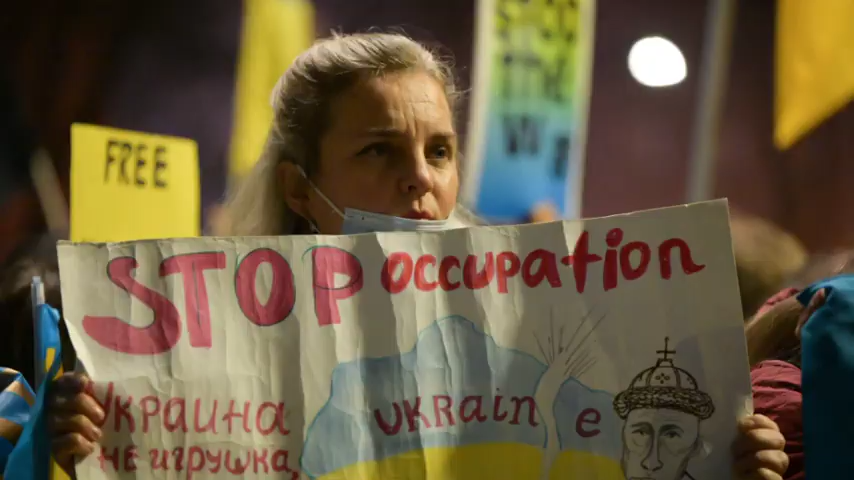 FREE
STOP occupation
Украина
не игрушка,
UKRaine